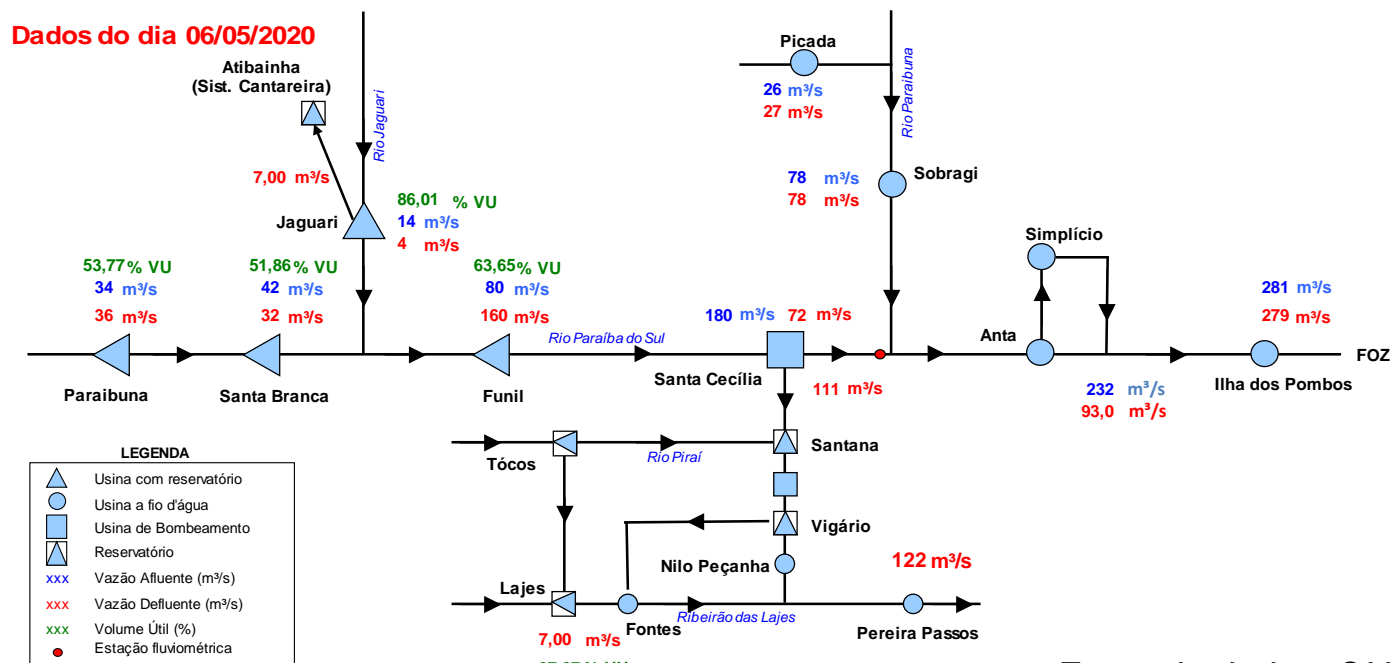 Dados do dia 06/05/2020
Atibainha
(Sist. Cantareira)
7,00 m³/s
Rio Jaguari
Jaguari
86,01 % VU
14 m³/s
4 m³/s
Picada
26 m³/s
27 m³/s
Rio Paraibuna
78 m³/s
78 m³/s
Sobragi
53,77% VU
34 m³/s
36 m³/s
Paraibuna
51,86% VU
42 m³/s
32 m³/s
Santa Branca
63,65% VU
80 m³/s
160 m³/s
Funil
Rio Paraíba do Sul
180 m³/s
72 m³/s
Santa Cecília
111 m³/s
Simplício
Anta
232 m³/s
93,0 m³/s
281 m³/s
279 m³/s
Ilha dos Pombos
FOZ
Tócos
Rio Piraí
Santana
Vigário
Nilo Peçanha
122 m³/s
Lajes
7,00 m³/s
Fontes
Ribeirão das Lajes
Pereira Passos
LEGENDA
Usina com reservatório
Usina a fio d'água
Usina de Bombeamento
Reservatório
xxx Vazão Afluente (m³/s)
xxx Vazão Defluente (m³/s)
xxx Volume Útil (%)
Estação fluviométrica